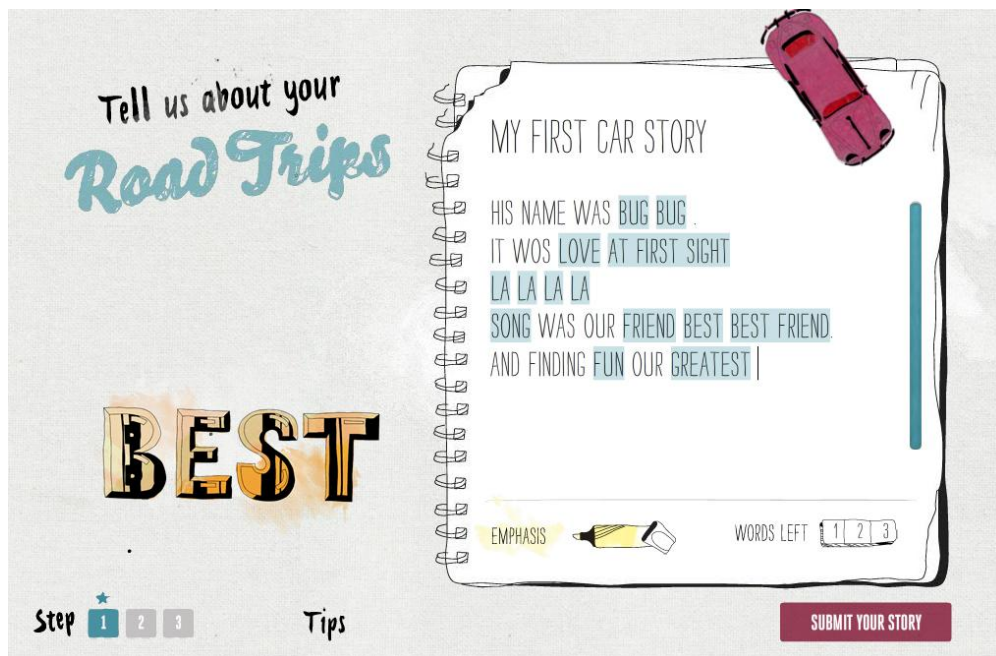 Tell us about your
Road Trips
MY FIRST CAR STORY
HIS NAME WAS BUG BUG .
IT WOS LOVE AT FIRST SIGHT
LA LA LA LA
SONG WAS OUR FRIEND BEST BEST FRIEND.
AND FINDING FUN OUR GREATEST
BEST
EMPHASIS
WORDS LEFT 1 2 3
Step 1 2 3
Tips
SUBMIT YOUR STORY